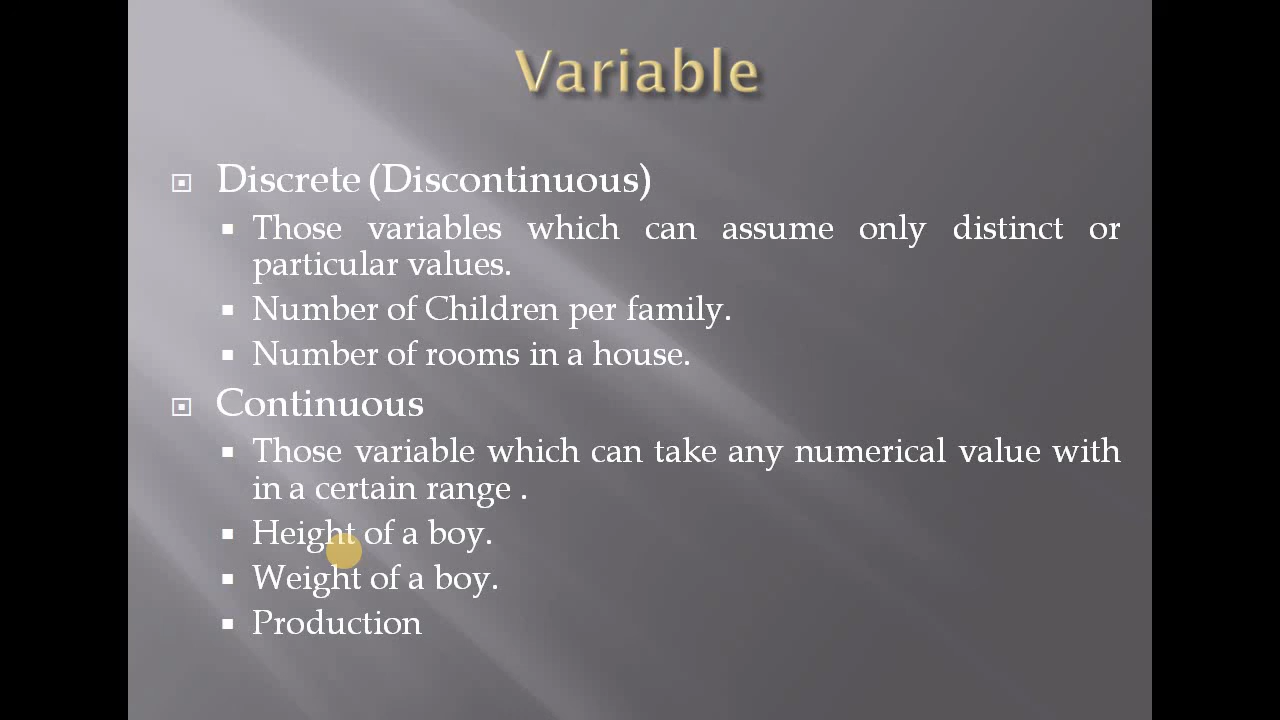 Variable
Discrete (Discontinuous)
Those variables which can assume only distinct or
particular values.
Number of Children per family.
Number of rooms in a house.
Continuous
Those variable which can take any numerical value with
in a certain range .
Height of a boy.
Weight of a boy.
Production